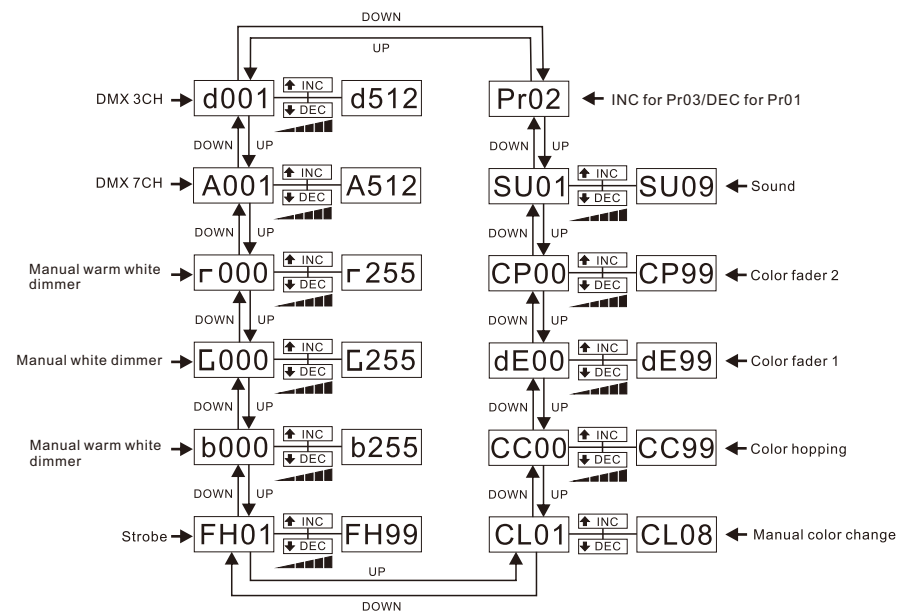 DOWN
UP
DMX 3CH
d001
INC
DEC
d512
Pr02
INC for Pr03/DEC for Pr01
DOWN
UP
DOWN
UP
DMX 7CH
A001
INC
DEC
A512
SU01
INC
DEC
SU09
Sound
DOWN
UP
DOWN
UP
Manual warm white
dimmer
r000
INC
DEC
r255
CP00
INC
DEC
CP99
Color fader 2
DOWN
UP
DOWN
UP
Manual white dimmer
G000
INC
DEC
G255
dE00
INC
DEC
dE99
Color fader 1
DOWN
UP
DOWN
UP
Manual warm white
dimmer
b000
INC
DEC
b255
CC00
INC
DEC
CC99
Color hopping
DOWN
UP
DOWN
UP
Strobe
FH01
INC
DEC
FH99
CL01
INC
DEC
CL08
Manual color change
UP
DOWN